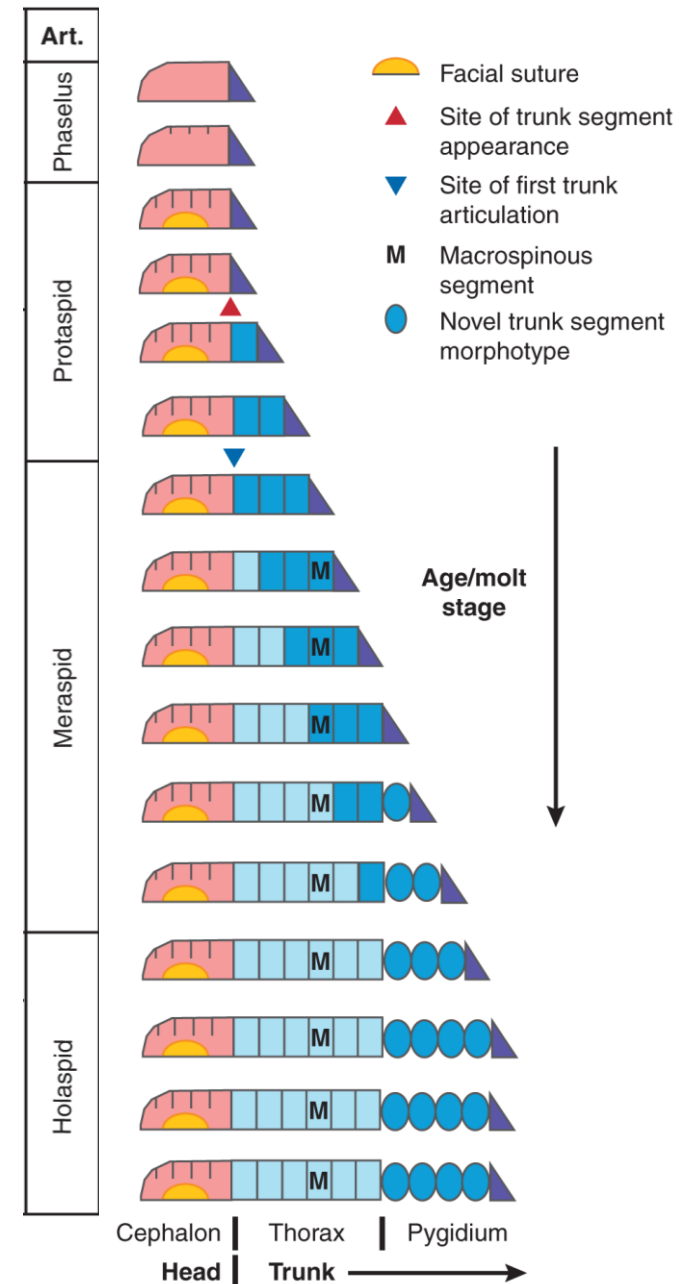 Art.
Phaselus
Protaspid
Meraspid
Holaspid
Facial suture
Site of trunk segment
appearance
Site of first trunk
articulation
M Macrospinous
segment
Novel trunk segment
morphotype
Age/molt
stage
M
M
M
M
M
M
M
M
M
Cephalon Thorax Pygidium
Head Trunk